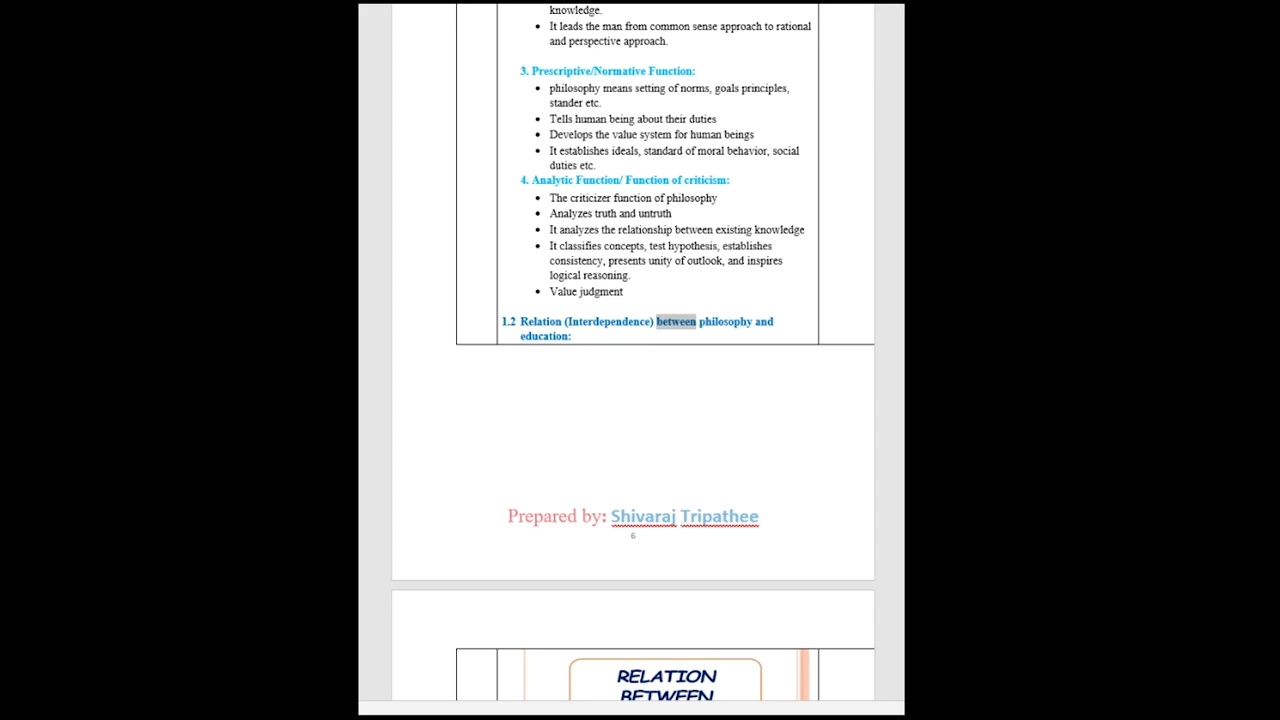 knowledge.
• It leads the man from common sense approach to rational
and perspective approach.
3. Prescriptive/Normative Function:
• philosophy means setting of norms, goals principles,
stander etc.
• Tells human being about their duties
• Develops the value system for human beings
• It establishes ideals, standard of moral behavior, social
duties etc.
4. Analytic Function/ Function of criticism:
• The criticizer function of philosophy
• Analyzes truth and untruth
• It analyzes the relationship between existing knowledge
• It classifies concepts, test hypothesis, establishes
consistency, presents unity of outlook, and inspires
logical reasoning.
• Value judgment
1.2 Relation (Interdependence) between philosophy and
education:
Prepared by: Shivaraj Tripathee
6
RELATION
BETWEEN